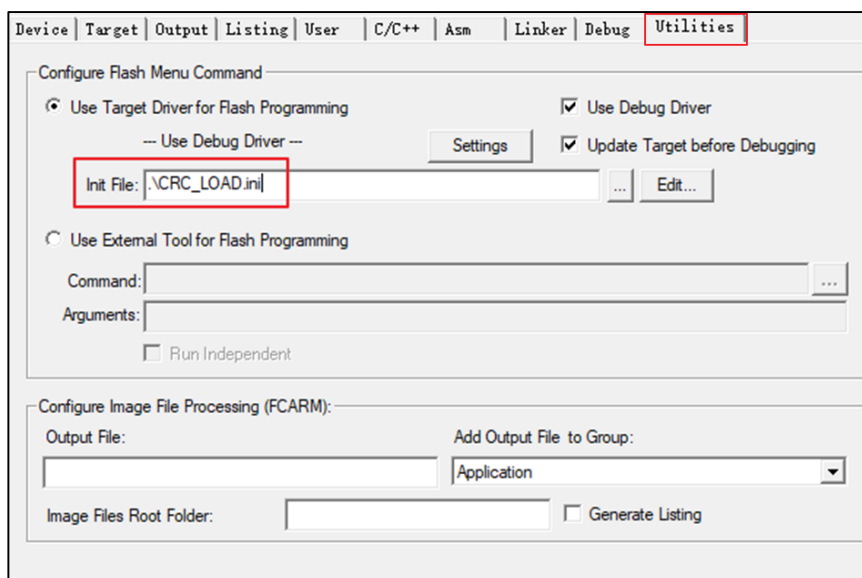 Device Target Output Listing User C/C++ Asm Linker Debug Utilities
Configure Flash Menu Command
Use Target Driver for Flash Programming Use Debug Driver
--- Use Debug Driver --- Settings Update Target before Debugging
Init File: .\CRC_LOAD.ini ... Edit...
Use External Tool for Flash Programming
Command: ...
Arguments:
Run Independent
Configure Image File Processing (FCARM):
Output File: Add Output File to Group:
Application
Image Files Root Folder: Generate Listing